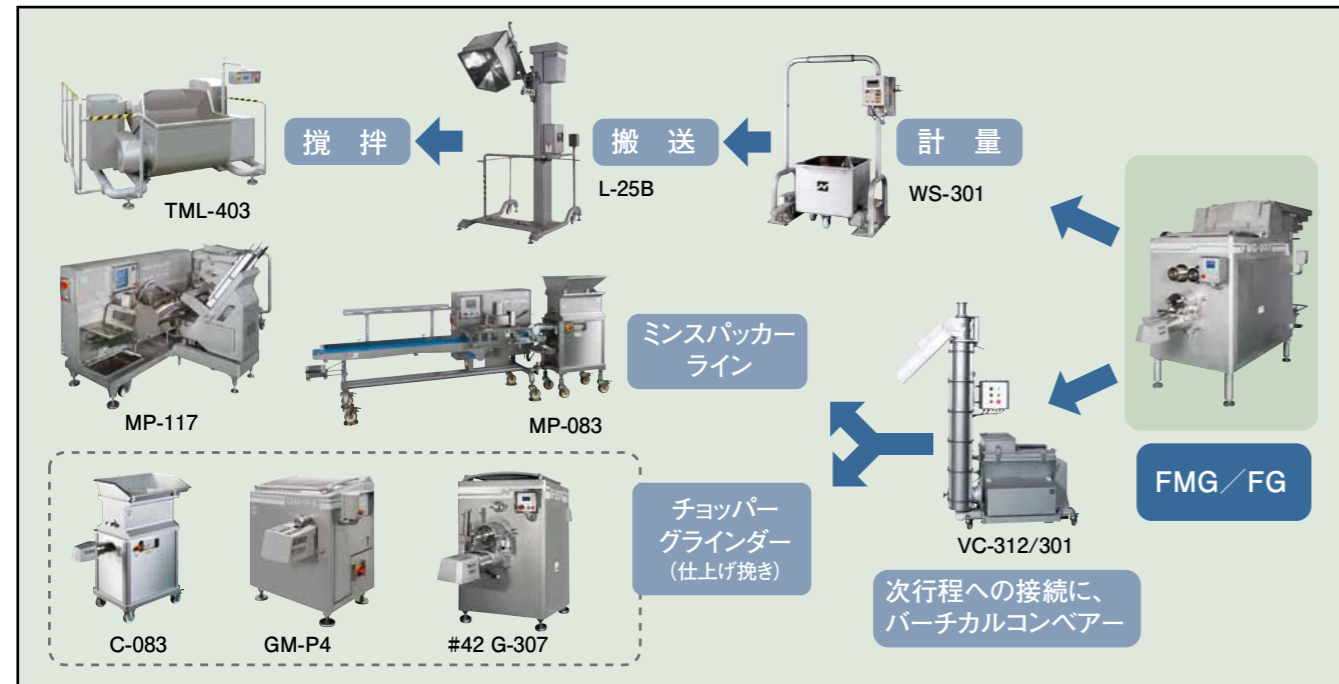 撹 拌
搬 送
計 量
TML-403
L-25B
WS-301
FMG-307
ミンスパッカー
ライン
MP-117
MP-083
FMG／FG
チョッパー
グラインダー
（仕上げ挽き）
VC-312/301
次行程への接続に、
バーチカルコンベアー
C-083
GM-P4
#42 G-307